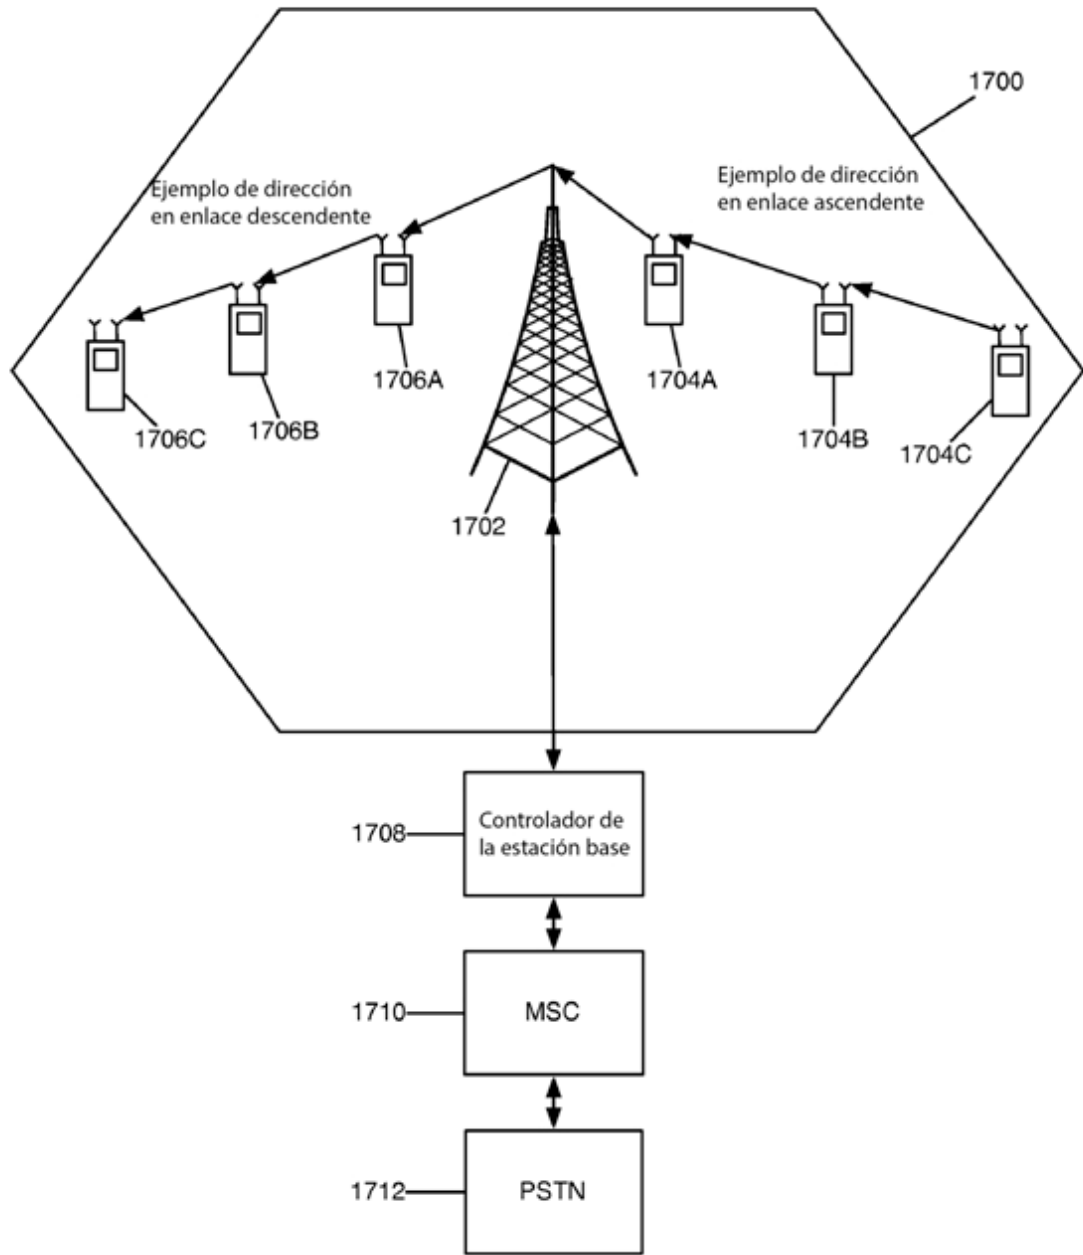 1700
Ejemplo de dirección
en enlace descendente
Ejemplo de dirección
en enlace ascendente
1706A
1704A
1706C
1706B
1704B
1704C
1702
1708
Controlador de
la estación base
1710
MSC
1712
PSTN